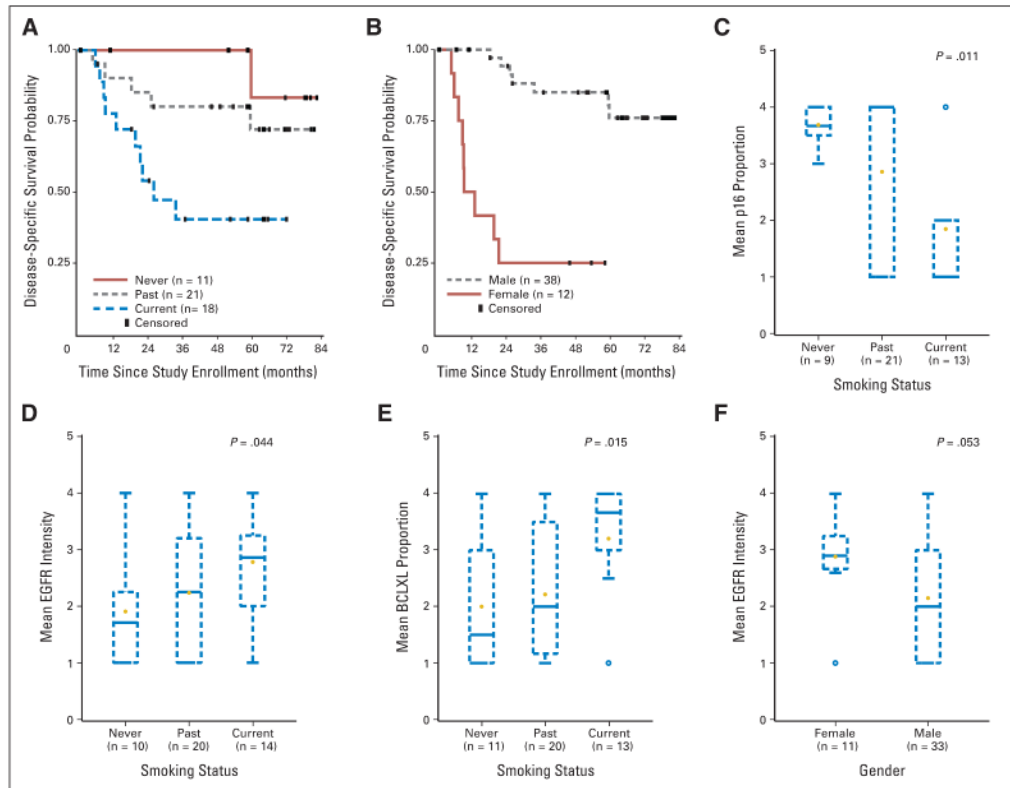 A
Disease-Specific Survival Probability
1.00
0.75
0.50
0.25
Never (n = 11)
Past (n = 21)
Current (n= 18)
Censored
0 12 24 36 48 60 72 84
Time Since Study Enrollment (months)
B
Disease-Specific Survival Probability
1.00
0.75
0.50
0.25
Male (n = 38)
Female (n = 12)
Censored
0 12 24 36 48 60 72 84
Time Since Study Enrollment (months)
C
P = .011
Mean p16 Proportion
5
4
3
2
1
0
Never Past Current
(n = 9) (n = 21) (n = 13)
Smoking Status
D
P = .044
Mean EGFR Intensity
5
4
3
2
1
0
Never Past Current
(n = 10) (n = 20) (n = 14)
Smoking Status
E
P = .015
Mean BCLXL Proportion
5
4
3
2
1
0
Never Past Current
(n = 11) (n = 20) (n = 13)
Smoking Status
F
P = .053
Mean EGFR Intensity
5
4
3
2
1
0
Female Male
(n = 11) (n = 33)
Gender